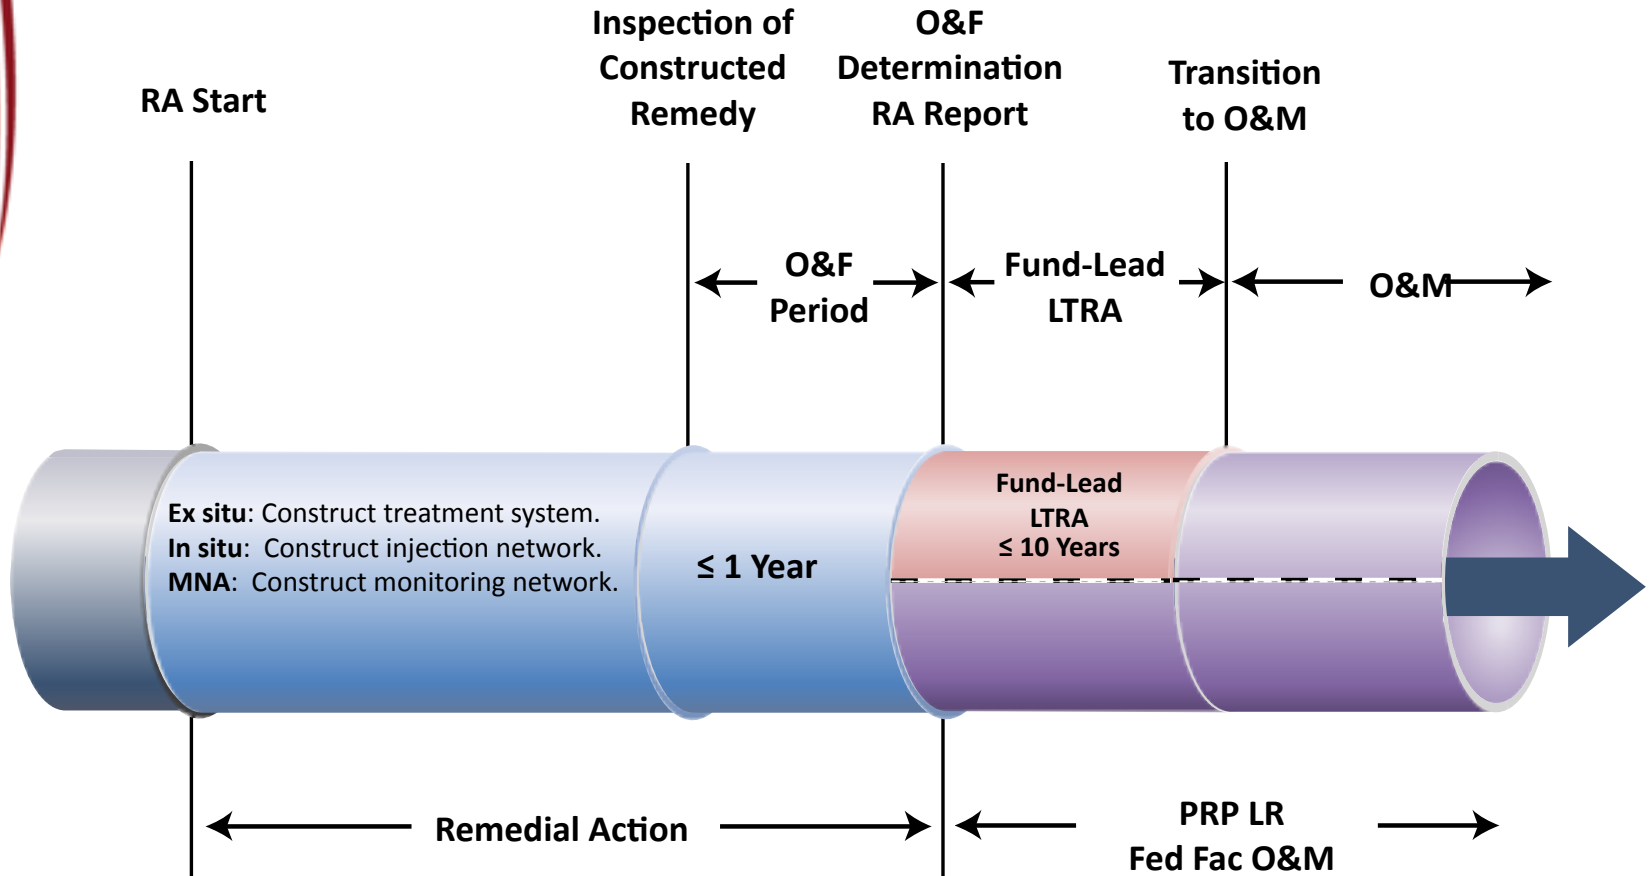 RA Start
Inspection of
Constructed
Remedy
O&F
Determination
RA Report
Transition
to O&M
O&F
Period
Fund-Lead
LTRA
O&M
Ex situ: Construct treatment system.
In situ:  Construct injection network.
MNA:  Construct monitoring network.
≤ 1 Year
Fund-Lead
LTRA
≤ 10 Years
Remedial Action
PRP LR
Fed Fac O&M